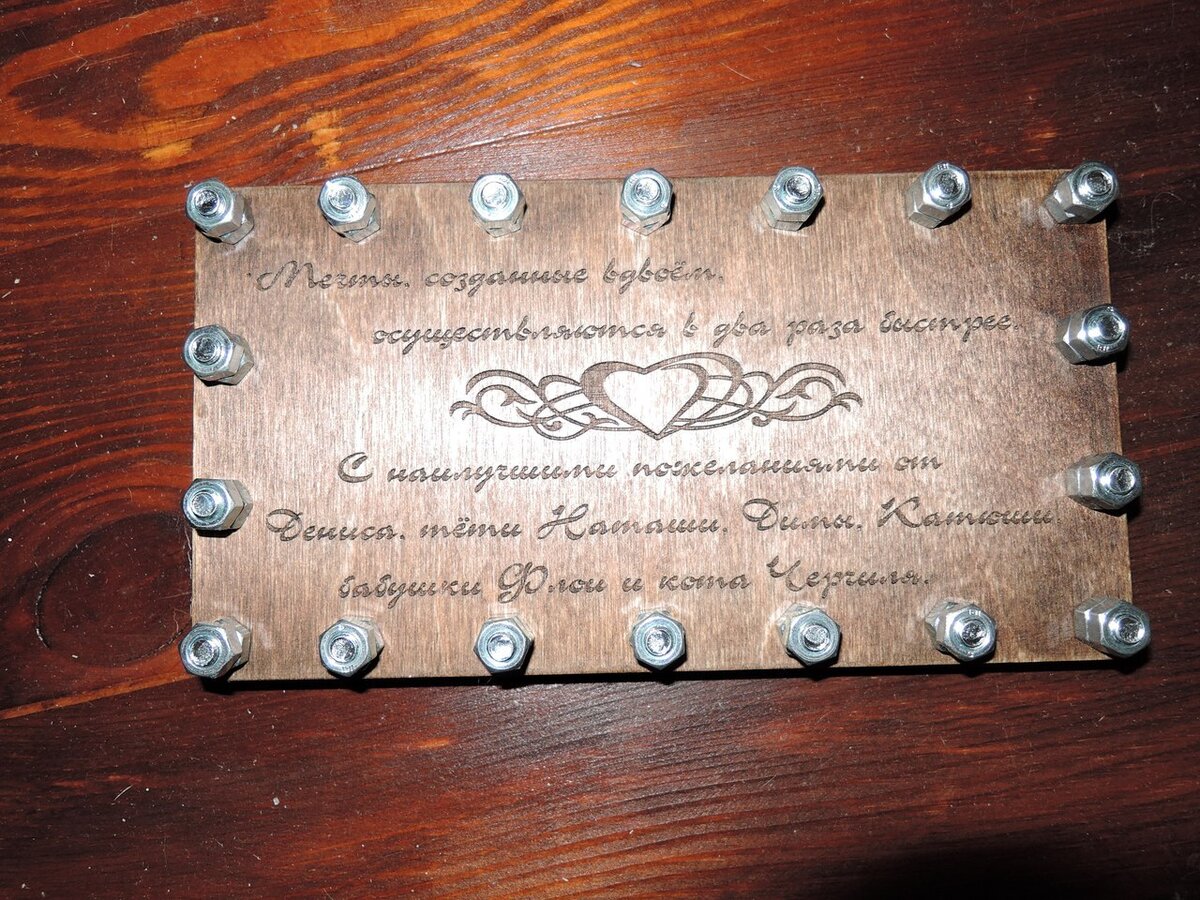 Мечты, созданные вдвоём,
осуществляются в два раза быстрее.
С наилучшими пожеланиями от
Дениса, тёти Наташи, Димы, Катюши,
бабушки Флои и кота Черчиля.